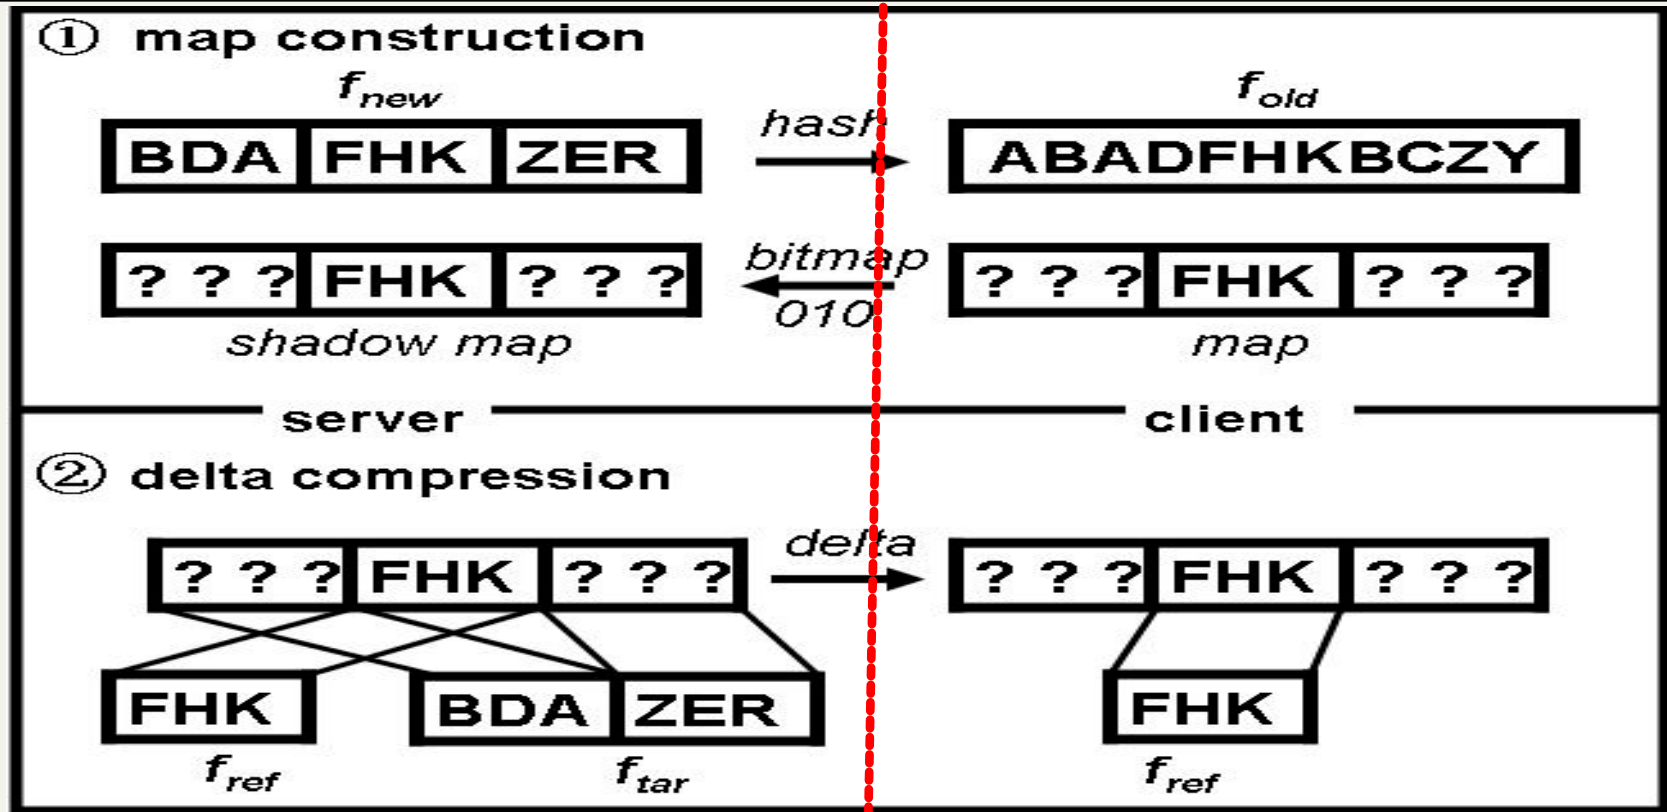 ① map construction
f_new
f_old
BDA FHK ZER
hash
ABADFHKBCZY
? ? ? FHK ? ? ?
bitmap
010
? ? ? FHK ? ? ?
shadow map
map
server
client
② delta compression
? ? ? FHK ? ? ?
delta
? ? ? FHK ? ? ?
FHK
BDA ZER
FHK
f_ref
f_tar
f_ref